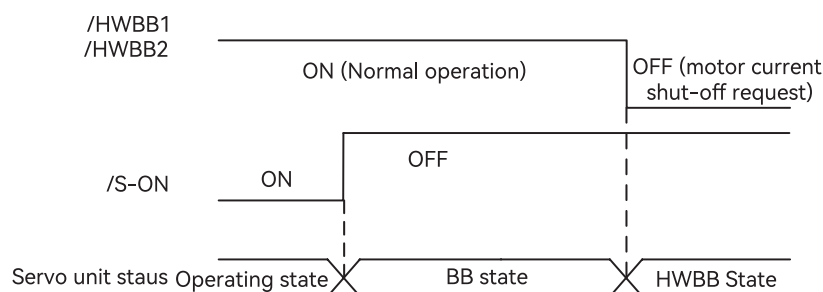 /HWBB1
/HWBB2
ON (Normal operation)
OFF (motor current
shut-off request)
/S-ON
ON
OFF
Servo unit staus
Operating state
BB state
HWBB State